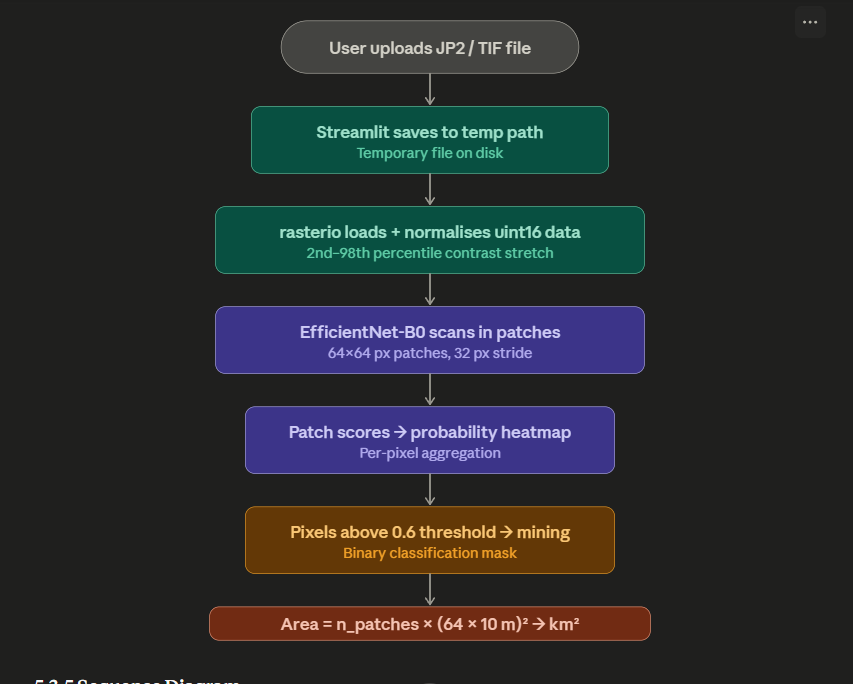 User uploads JP2 / TIF file
Streamlit saves to temp path
Temporary file on disk
rasterio loads + normalises uint16 data
2nd–98th percentile contrast stretch
EfficientNet-B0 scans in patches
64×64 px patches, 32 px stride
Patch scores → probability heatmap
Per-pixel aggregation
Pixels above 0.6 threshold → mining
Binary classification mask
Area = n_patches × (64 × 10 m)² → km²
Sequence Diagram